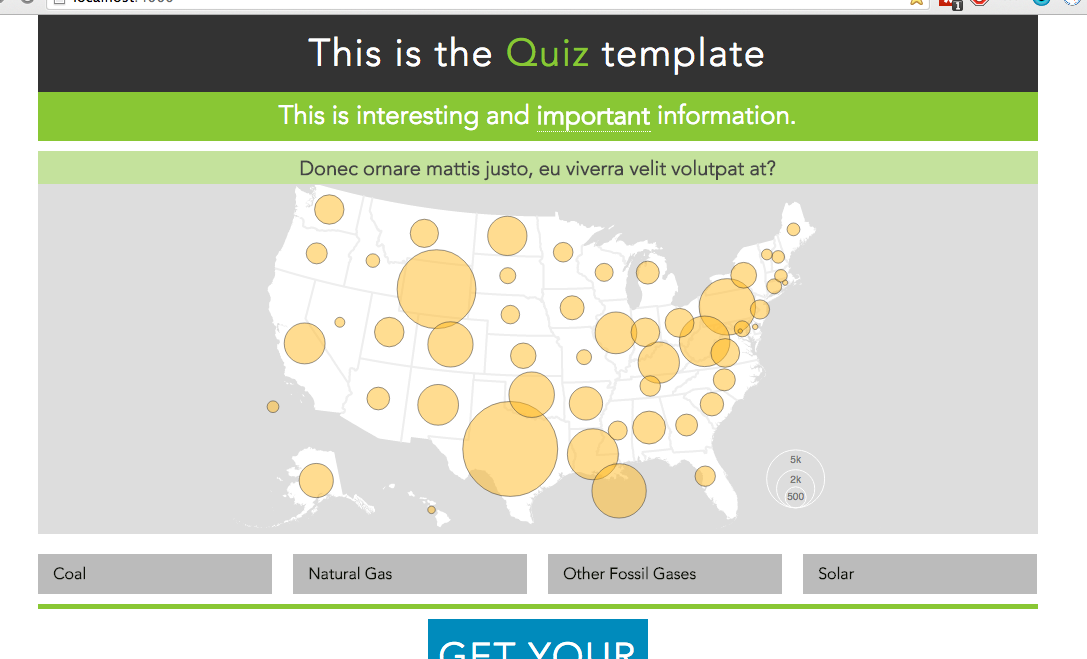 This is the Quiz template
This is interesting and important information.
Donec ornare mattis justo, eu viverra velit volutpat at?
5k
2k
500
Coal
Natural Gas
Other Fossil Gases
Solar
GET YOUR